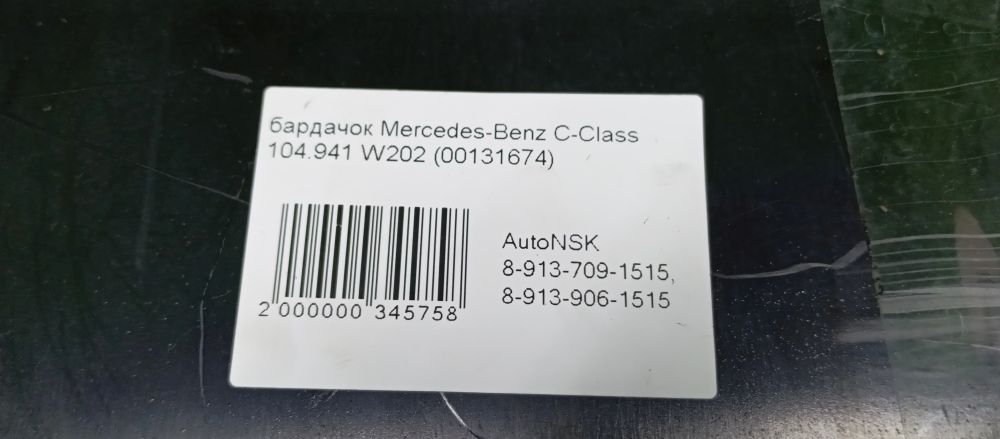 бардачок Mercedes-Benz C-Class
104.941 W202 (00131674)
AutoNSK
8-913-709-1515,
8-913-906-1515
2 000000 345758